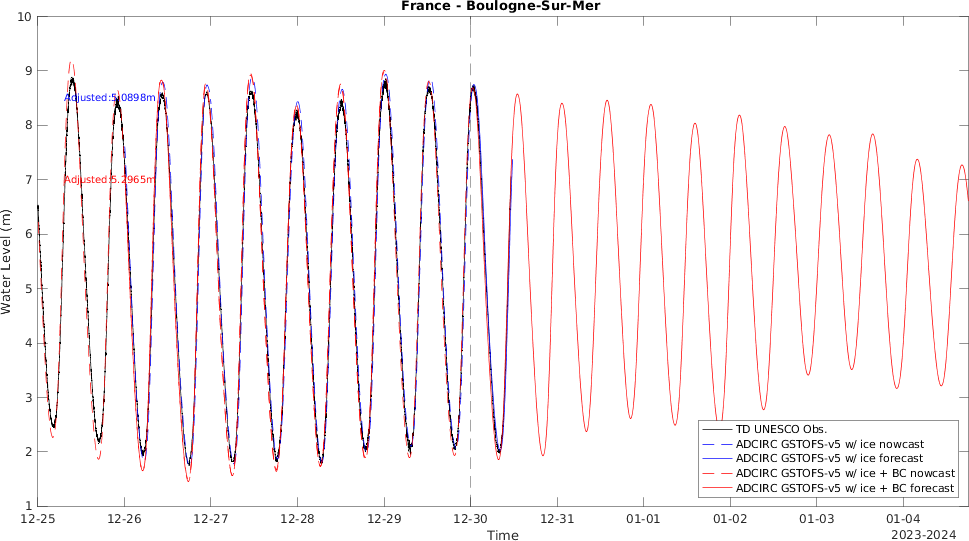 France - Boulogne-Sur-Mer
10
9
8
7
6
5
4
3
2
1
Water Level (m)
Adjusted:5.0898m
Adjusted:5.2965m
TD UNESCO Obs.
ADCIRC GSTOFS-v5 w/ ice nowcast
ADCIRC GSTOFS-v5 w/ ice forecast
ADCIRC GSTOFS-v5 w/ ice + BC nowcast
ADCIRC GSTOFS-v5 w/ ice + BC forecast
12-25 12-26 12-27 12-28 12-29 12-30 12-31 01-01 01-02 01-03 01-04
Time
2023-2024